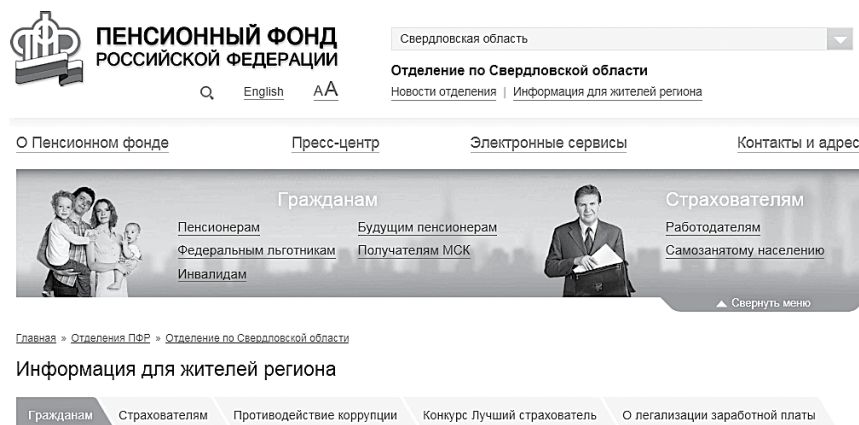 ПЕНСИОННЫЙ ФОНД
РОССИЙСКОЙ ФЕДЕРАЦИИ
English АА
Свердловская область
Отделение по Свердловской области
Новости отделения | Информация для жителей региона
О Пенсионном фонде Пресс-центр Электронные сервисы Контакты и адрес
Гражданам
Пенсионерам Будущим пенсионерам
Федеральным льготникам Получателям МСК
Инвалидам
Страхователям
Работодателям
Самозанятому населению
Свернуть меню
Главная » Отделения ПФР » Отделение по Свердловской области
Информация для жителей региона
Гражданам Страхователям Противодействие коррупции Конкурс Лучший страхователь О легализации заработной платы